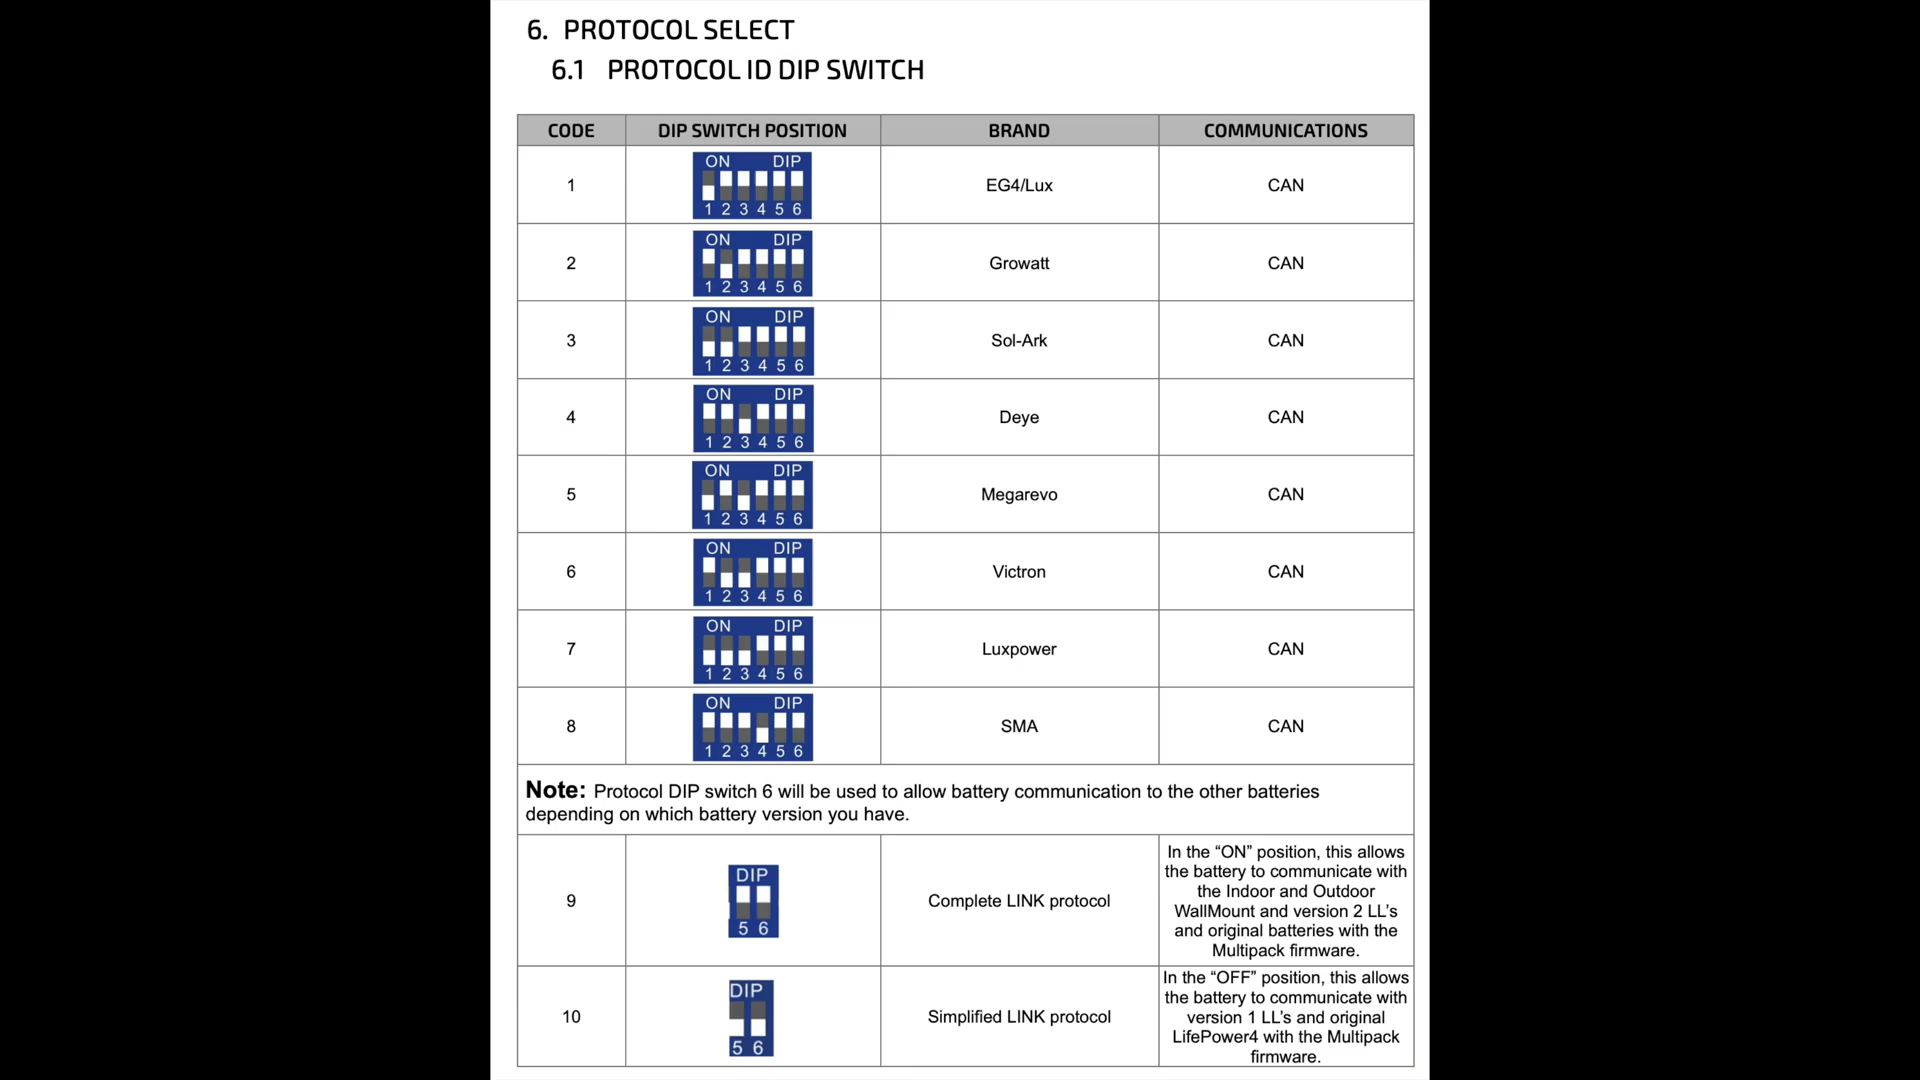 6. PROTOCOL SELECT
6.1 PROTOCOL ID DIP SWITCH
CODE DIP SWITCH POSITION BRAND COMMUNICATIONS
ON DIP
1 EG4/Lux CAN
1 2 3 4 5 6
ON DIP
2 Growatt CAN
1 2 3 4 5 6
ON DIP
3 Sol-Ark CAN
1 2 3 4 5 6
ON DIP
4 Deye CAN
1 2 3 4 5 6
ON DIP
5 Megarevo CAN
1 2 3 4 5 6
ON DIP
6 Victron CAN
1 2 3 4 5 6
ON DIP
7 Luxpower CAN
1 2 3 4 5 6
ON DIP
8 SMA CAN
1 2 3 4 5 6
Note: Protocol DIP switch 6 will be used to allow battery communication to the other batteries
depending on which battery version you have.
9
DIP
5 6
Complete LINK protocol
In the “ON” position, this allows
the battery to communicate with
the Indoor and Outdoor
WallMount and version 2 LL’s
and original batteries with the
Multipack firmware.
10
DIP
5 6
Simplified LINK protocol
In the “OFF” position, this allows
the battery to communicate with
version 1 LL’s and original
LifePower4 with the Multipack
firmware.